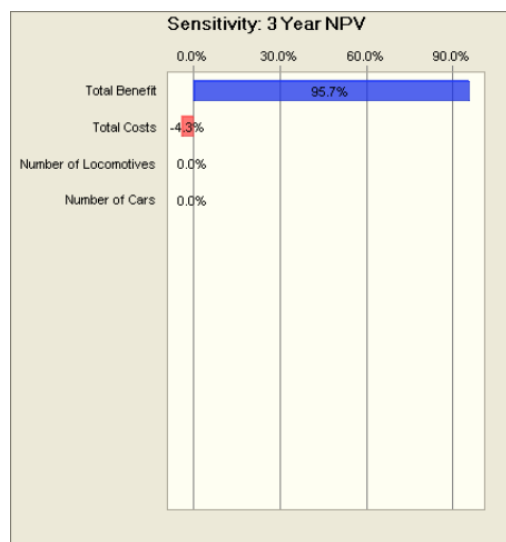 Sensitivity: 3 Year NPV
0.0% 30.0% 60.0% 90.0%
Total Benefit 95.7%
Total Costs -4.3%
Number of Locomotives 0.0%
Number of Cars 0.0%